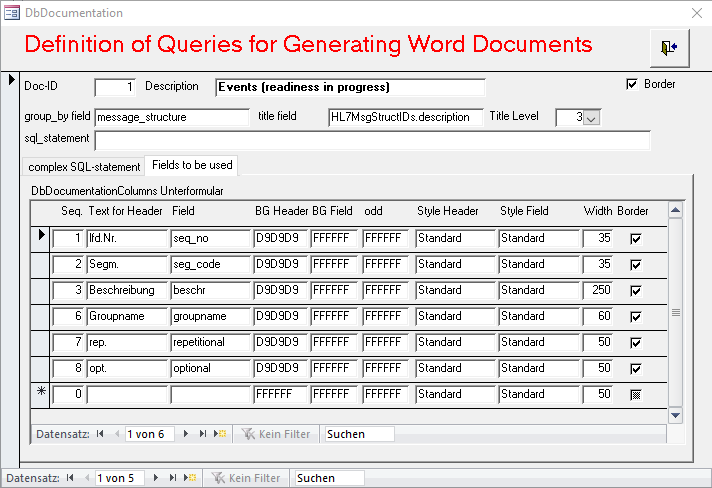 DbDocumentation
Definition of Queries for Generating Word Documents
Doc-ID 1 Description Events (readiness in progress) Border
group_by field message_structure title field HL7MsgStructIDs.description Title Level 3
sql_statement
complex SQL-statement Fields to be used
DbDocumentationColumns Unterformular
Seq. Text for Header Field BG Header BG Field odd Style Header Style Field Width Border
1 lfd.Nr. seq_no D9D9D9 FFFFFF FFFFFF Standard Standard 35
2 Segm. seg_code D9D9D9 FFFFFF FFFFFF Standard Standard 35
3 Beschreibung beschr D9D9D9 FFFFFF FFFFFF Standard Standard 250
6 Groupname groupname D9D9D9 FFFFFF FFFFFF Standard Standard 60
7 rep. repetitional D9D9D9 FFFFFF FFFFFF Standard Standard 50
8 opt. optional D9D9D9 FFFFFF FFFFFF Standard Standard 50
* 0 FFFFFF FFFFFF FFFFFF Standard Standard 50
Datensatz: 1 von 6 Kein Filter Suchen
Datensatz: 1 von 5 Kein Filter Suchen